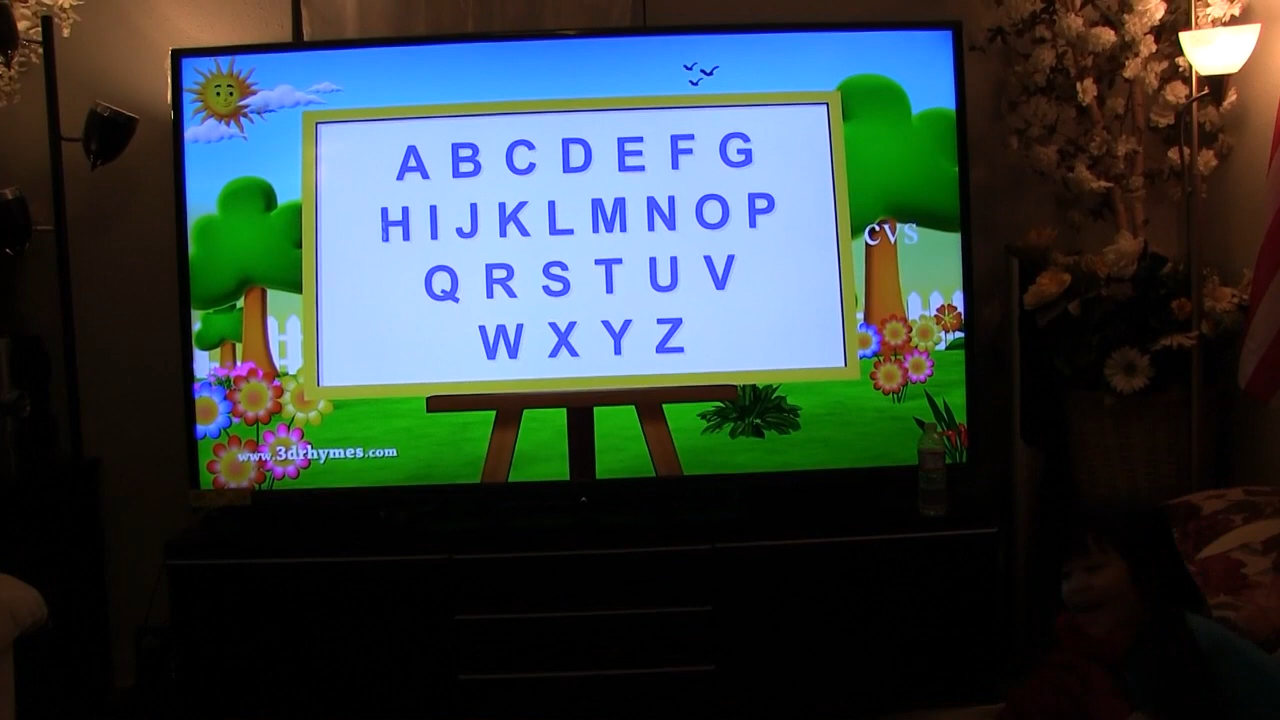 A B C D E F G
H I J K L M N O P
Q R S T U V
W X Y Z
CVS
www.3drhymes.com